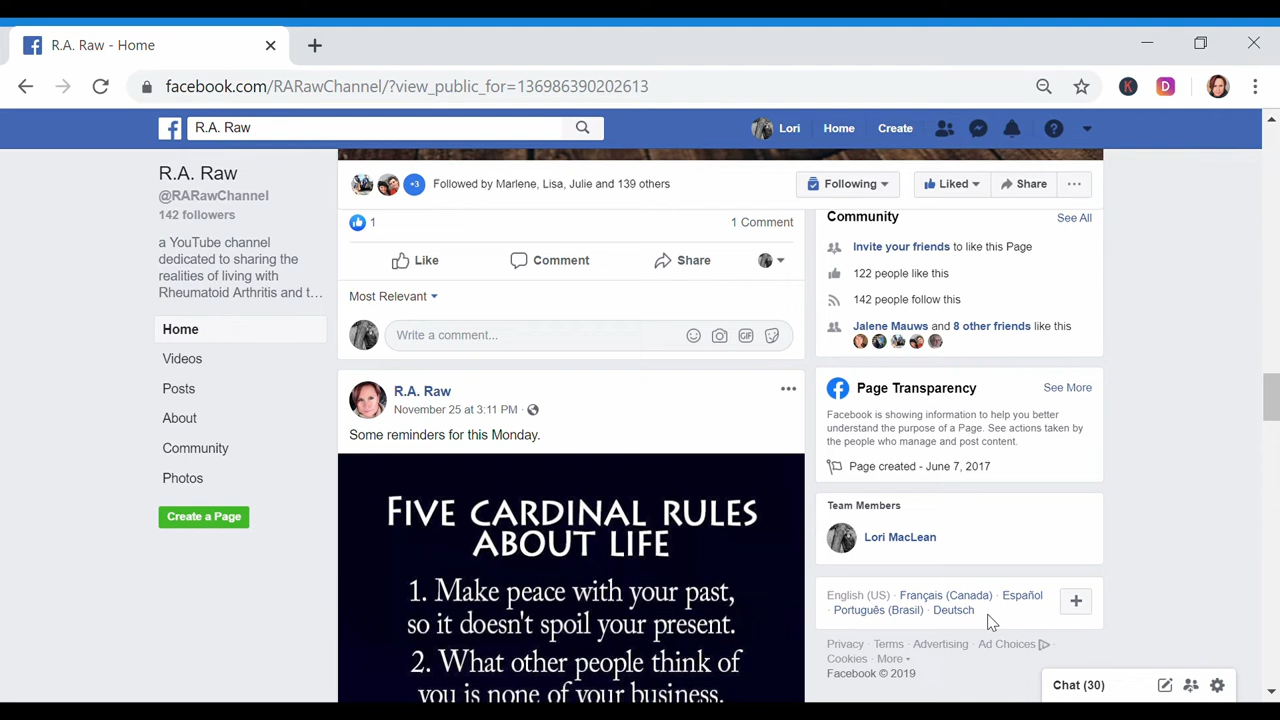 R.A. Raw - Home
facebook.com/RARawChannel/?view_public_for=136986390202613
K
D
R.A. Raw
Lori
Home
Create
R.A. Raw
@RARawChannel
142 followers
a YouTube channel
dedicated to sharing the
realities of living with
Rheumatoid Arthritis and t…
Home
Videos
Posts
About
Community
Photos
Create a Page
+3
Followed by Marlene, Lisa, Julie and 139 others
Following
Liked
Share
1
1 Comment
Like
Comment
Share
Most Relevant
Write a comment...
GIF
R.A. Raw
November 25 at 3:11 PM ·
Some reminders for this Monday.
FIVE CARDINAL RULES
ABOUT LIFE
1. Make peace with your past,
so it doesn't spoil your present.
2. What other people think of
you is none of your business.
Community
See All
Invite your friends to like this Page
122 people like this
142 people follow this
Jalene Mauws and 8 other friends like this
Page Transparency
See More
Facebook is showing information to help you better
understand the purpose of a Page. See actions taken
by the people who manage and post content.
Page created - June 7, 2017
Team Members
Lori MacLean
English (US) · Français (Canada) · Español
· Português (Brasil) · Deutsch
Privacy · Terms · Advertising · Ad Choices ·
Cookies · More
Facebook © 2019
Chat (30)